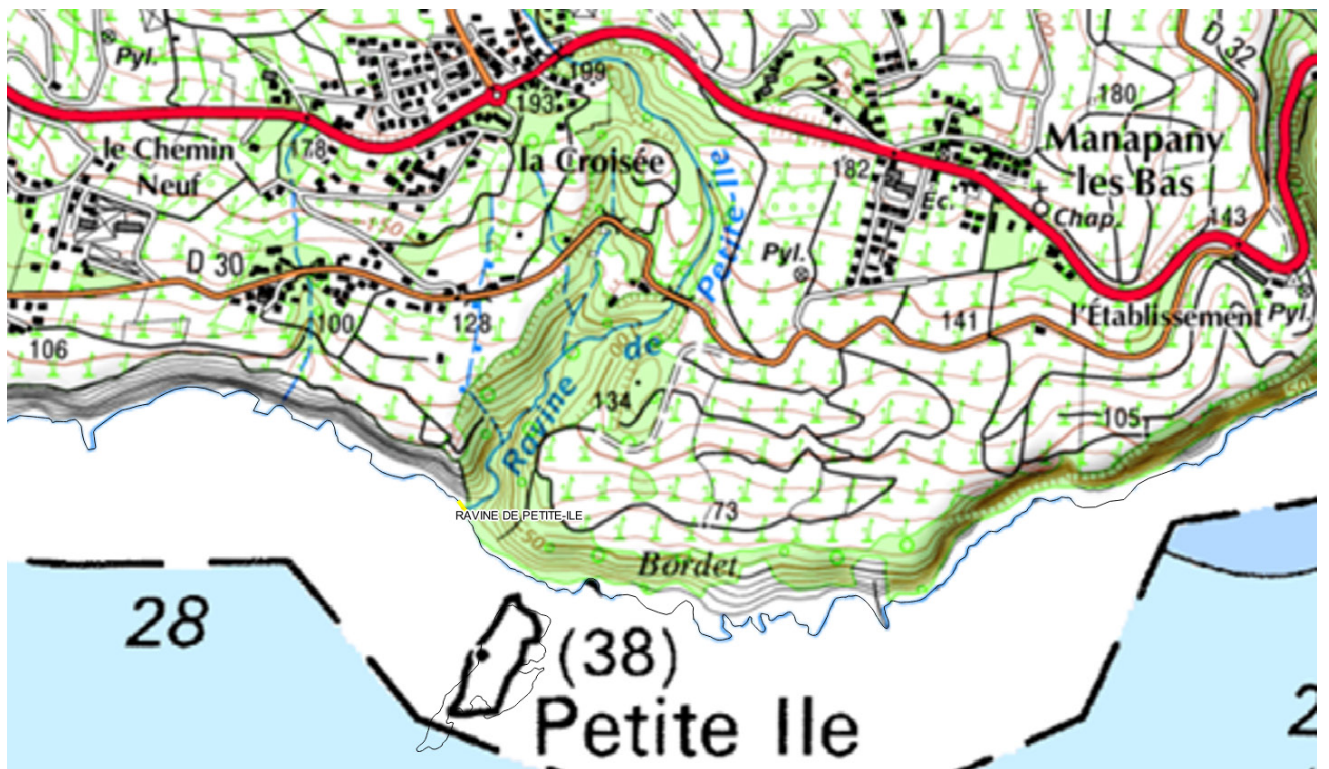 Pyl.
199
193
D 32
180
le Chemin
Neuf
178
la Croisée
Manapany
les Bas
182
Ec.
Chap.
143
150
D 30
Ravine de Petite-Ile
Pyl.
100
128
106
141
l'Établissement
Pyl.
134
105
50
73
RAVINE DE PETITE-ILE
50
Bordet
28
(38)
Petite Ile
2